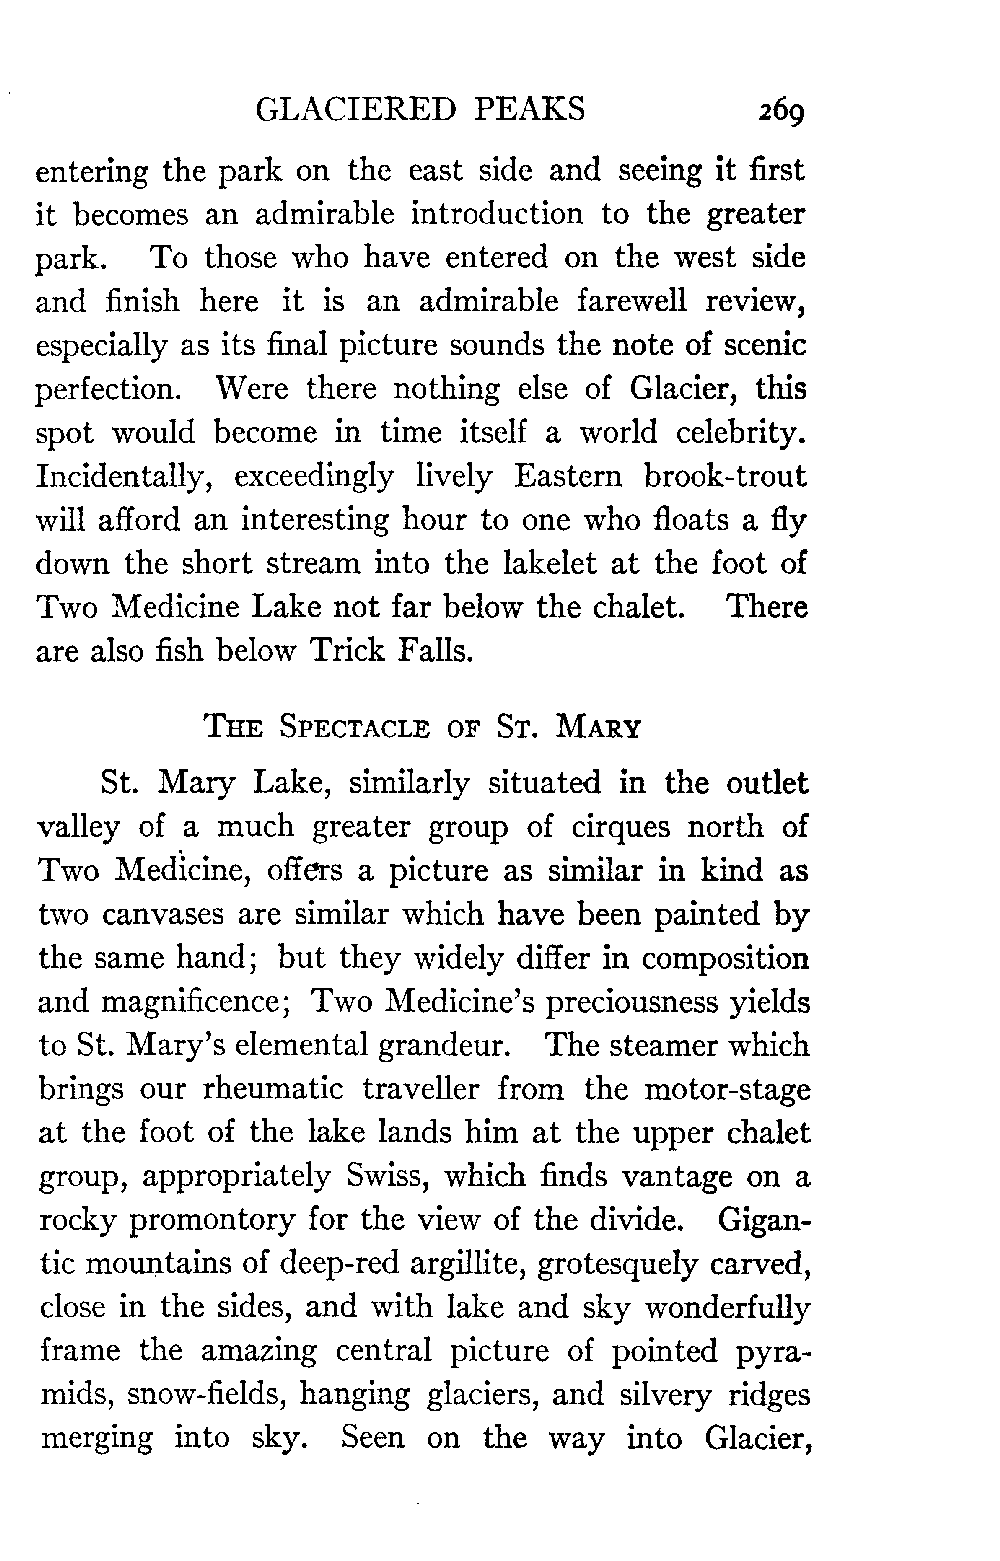 GLACIERED PEAKS 269
entering the park on the east side and seeing it first
it becomes an admirable introduction to the greater
park. To those who have entered on the west side
and finish here it is an admirable farewell review,
especially as its final picture sounds the note of scenic
perfection. Were there nothing else of Glacier, this
spot would become in time itself a world celebrity.
Incidentally, exceedingly lively Eastern brook-trout
will afford an interesting hour to one who floats a fly
down the short stream into the lakelet at the foot of
Two Medicine Lake not far below the chalet. There
are also fish below Trick Falls.
THE SPECTACLE OF ST. MARY
St. Mary Lake, similarly situated in the outlet
valley of a much greater group of cirques north of
Two Medicine, offers a picture as similar in kind as
two canvases are similar which have been painted by
the same hand; but they widely differ in composition
and magnificence; Two Medicine's preciousness yields
to St. Mary's elemental grandeur. The steamer which
brings our rheumatic traveller from the motor-stage
at the foot of the lake lands him at the upper chalet
group, appropriately Swiss, which finds vantage on a
rocky promontory for the view of the divide. Gigan-
tic mountains of deep-red argillite, grotesquely carved,
close in the sides, and with lake and sky wonderfully
frame the amazing central picture of pointed pyra-
mids, snow-fields, hanging glaciers, and silvery ridges
merging into sky. Seen on the way into Glacier,